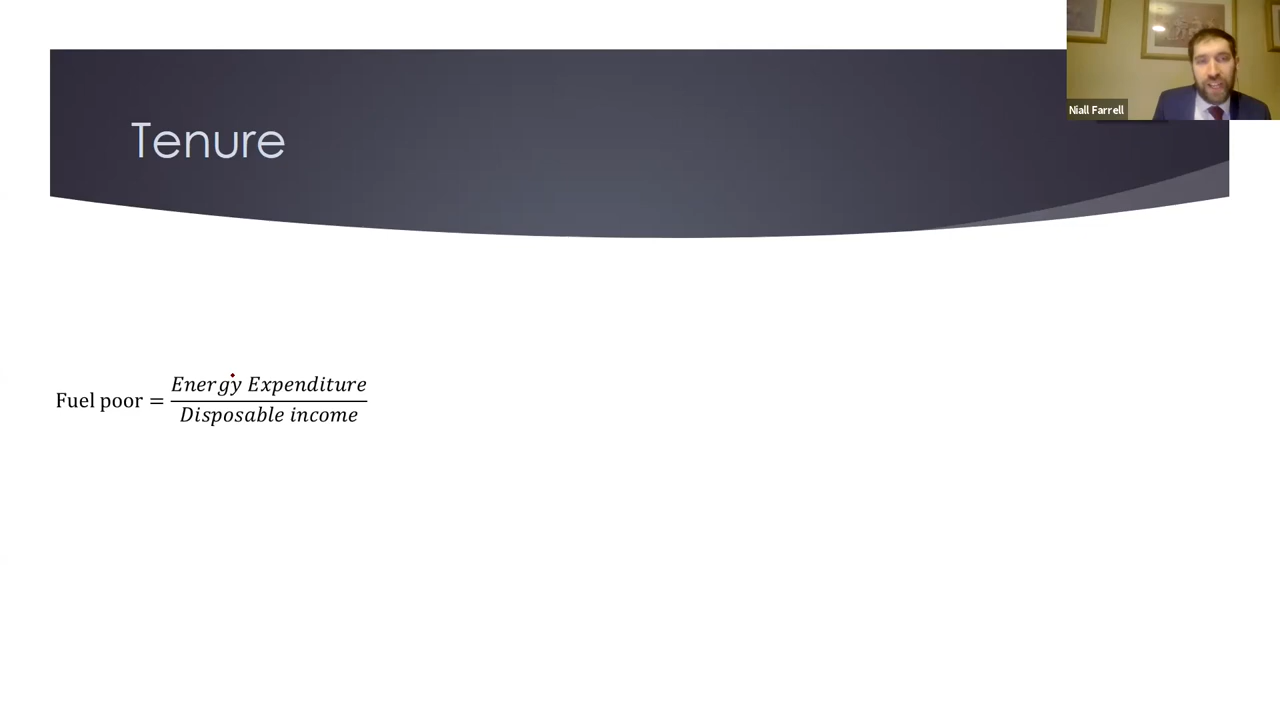 Niall Farrell
Tenure
Fuel poor = Energy Expenditure / Disposable income